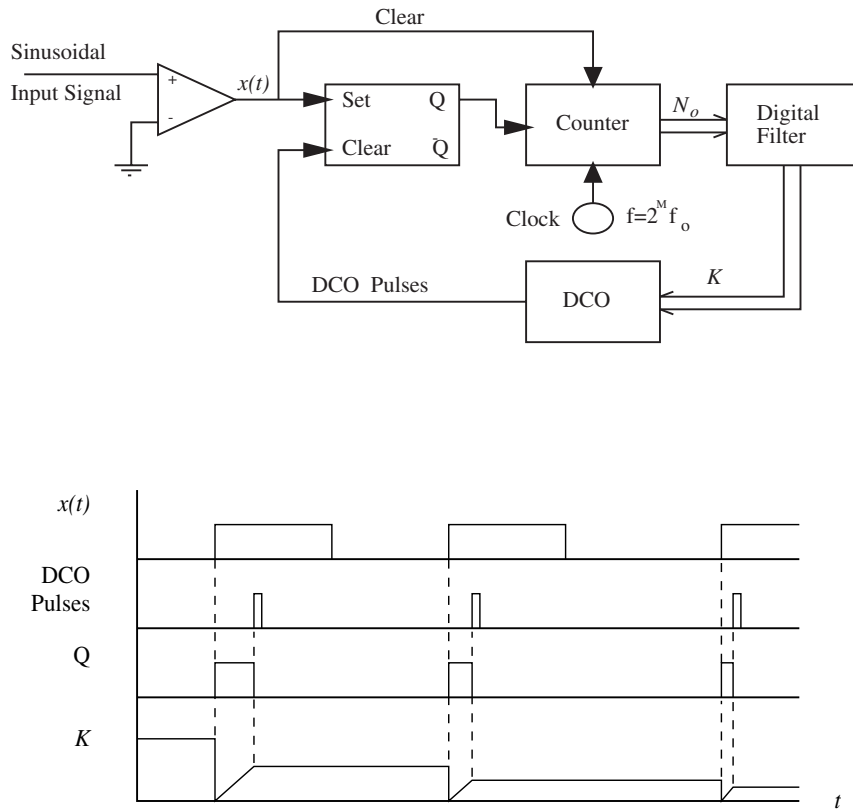 Clear
Sinusoidal
Input Signal
+
-
x(t)
Set Q
Clear Q̄
Counter
N_o
Digital
Filter
Clock
f=2^M f_o
DCO Pulses
DCO
K
x(t)
DCO
Pulses
Q
K
t